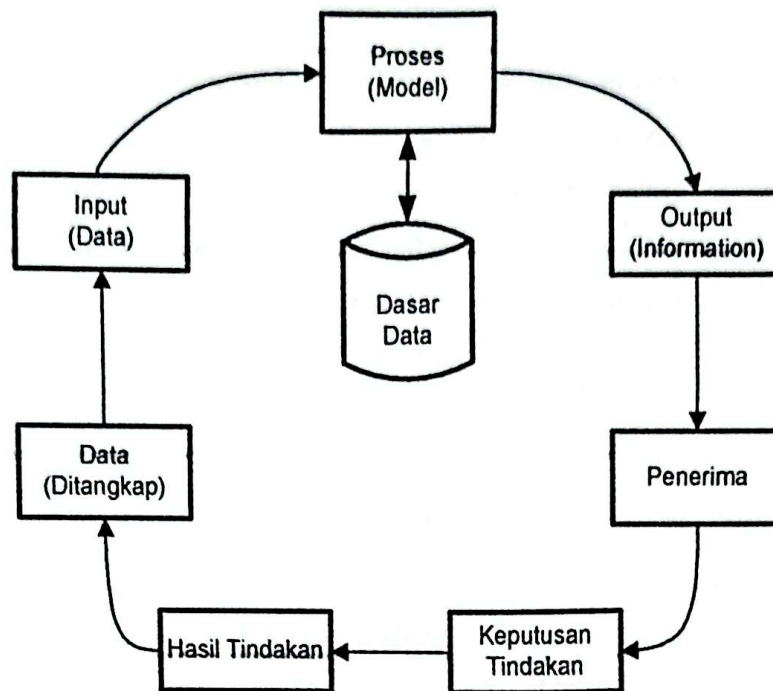 Proses
(Model)
Input
(Data)
Output
(Information)
Dasar
Data
Data
(Ditangkap)
Penerima
Hasil Tindakan
Keputusan
Tindakan